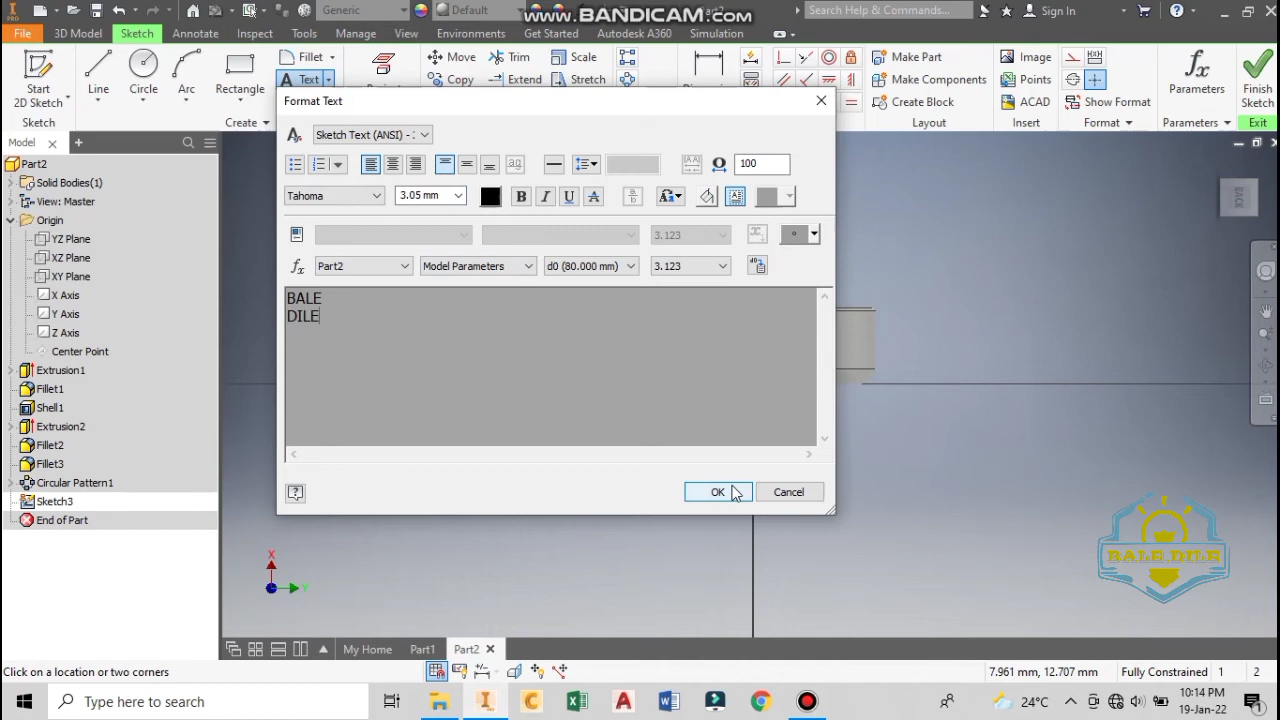 www.BANDICAM.com
Generic
Default
Part2
Help & Commands...
Sign In
PRO
File
3D Model
Sketch
Annotate
Inspect
Tools
Manage
View
Environments
Get Started
Autodesk A360
Simulation
Start
2D Sketch
Line
Circle
Arc
Rectangle
Fillet
Text
Move
Copy
Trim
Extend
Scale
Stretch
Make Part
Make Components
Create Block
Image
Points
ACAD
Show Format
Parameters
Finish
Sketch
Sketch
Create
Layout
Insert
Format
Parameters
Exit
Format Text
Sketch Text (ANSI) -
100
Tahoma
3.05 mm
B I U A
Part2
Model Parameters
d0 (80.000 mm)
3.123
3.123
BALE
DILE
OK
Cancel
Model
Part2
Solid Bodies(1)
View: Master
Origin
YZ Plane
XZ Plane
XY Plane
X Axis
Y Axis
Z Axis
Center Point
Extrusion1
Fillet1
Shell1
Extrusion2
Fillet2
Fillet3
Circular Pattern1
Sketch3
End of Part
BACK
X
Y
BALE DILE
My Home
Part1
Part2
Click on a location or two corners
7.961 mm, 12.707 mm
Fully Constrained
1
2
Type here to search
24°C
10:14 PM
19-Jan-22